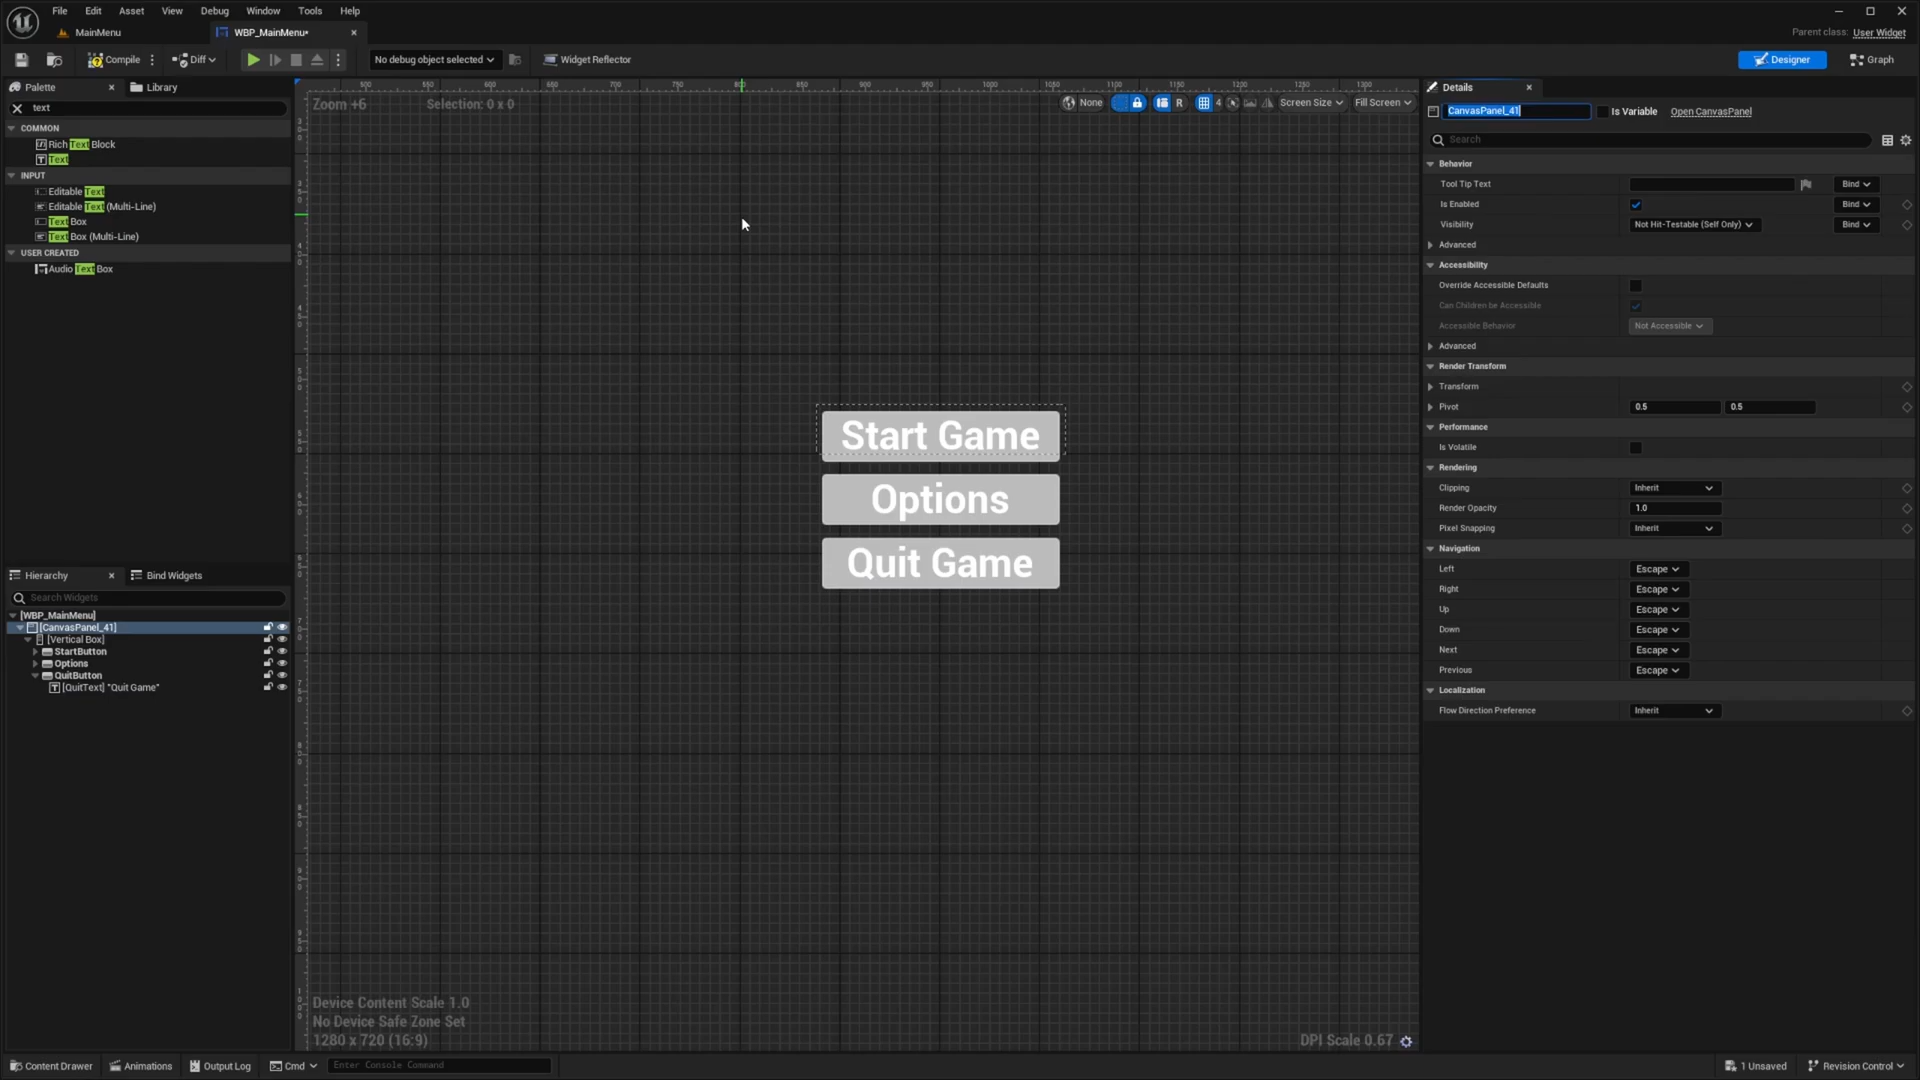 File Edit Asset View Debug Window Tools Help
MainMenu WBP_MainMenu•
Parent class: User Widget
Compile Diff No debug object selected Widget Reflector Designer Graph
Palette Library
text
COMMON
Rich Text Block
Text
INPUT
Editable Text
Editable Text (Multi-Line)
Text Box
Text Box (Multi-Line)
USER CREATED
Audio Text Box
Hierarchy Bind Widgets
Search Widgets
[WBP_MainMenu]
[CanvasPanel_41]
[Vertical Box]
StartButton
Options
QuitButton
[QuitText] "Quit Game"
Zoom +6 Selection: 0 x 0
None R 4 Screen Size Fill Screen
Start Game
Options
Quit Game
Device Content Scale 1.0
No Device Safe Zone Set
1280 x 720 (16:9)
DPI Scale 0.67
Details
CanvasPanel_41 Is Variable Open CanvasPanel
Search
Behavior
Tool Tip Text Bind
Is Enabled Bind
Visibility Not Hit-Testable (Self Only) Bind
Advanced
Accessibility
Override Accessible Defaults
Can Children be Accessible
Accessible Behavior Not Accessible
Advanced
Render Transform
Transform
Pivot 0.5 0.5
Performance
Is Volatile
Rendering
Clipping Inherit
Render Opacity 1.0
Pixel Snapping Inherit
Navigation
Left Escape
Right Escape
Up Escape
Down Escape
Next Escape
Previous Escape
Localization
Flow Direction Preference Inherit
Content Drawer Animations Output Log Cmd Enter Console Command 1 Unsaved Revision Control